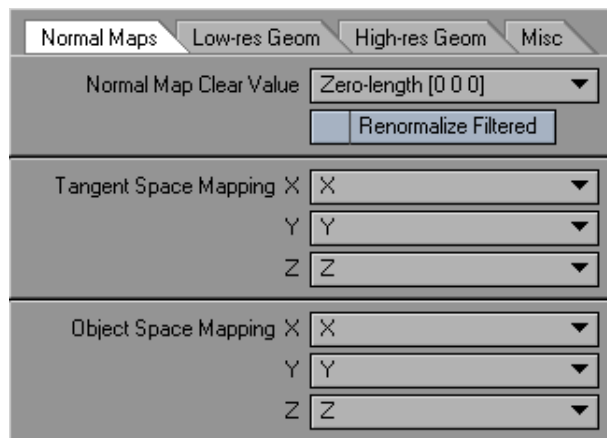 Normal Maps Low-res Geom High-res Geom Misc
Normal Map Clear Value Zero-length [0 0 0]
Renormalize Filtered
Tangent Space Mapping X X
Y Y
Z Z
Object Space Mapping X X
Y Y
Z Z